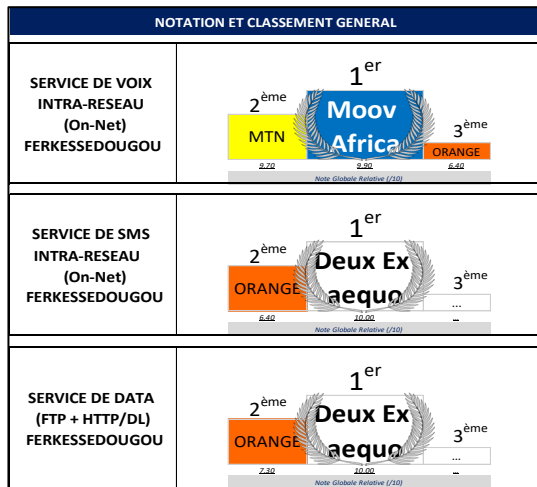 NOTATION ET CLASSEMENT GENERAL
SERVICE DE VOIX
INTRA-RESEAU
(On-Net)
FERKESSEDOUGOU
1er
2ème
3ème
Moov
Africa
MTN
ORANGE
9.70
9.90
6.40
Note Globale Relative (/10)
SERVICE DE SMS
INTRA-RESEAU
(On-Net)
FERKESSEDOUGOU
1er
2ème
3ème
Deux Ex
aequo
ORANGE
...
6.40
10.00
...
Note Globale Relative (/10)
SERVICE DE DATA
(FTP + HTTP/DL)
FERKESSEDOUGOU
1er
2ème
3ème
Deux Ex
aequo
ORANGE
...
7.30
10.00
...
Note Globale Relative (/10)